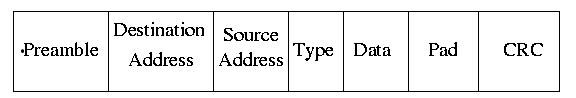 Preamble
Destination
Address
Source
Address
Type
Data
Pad
CRC